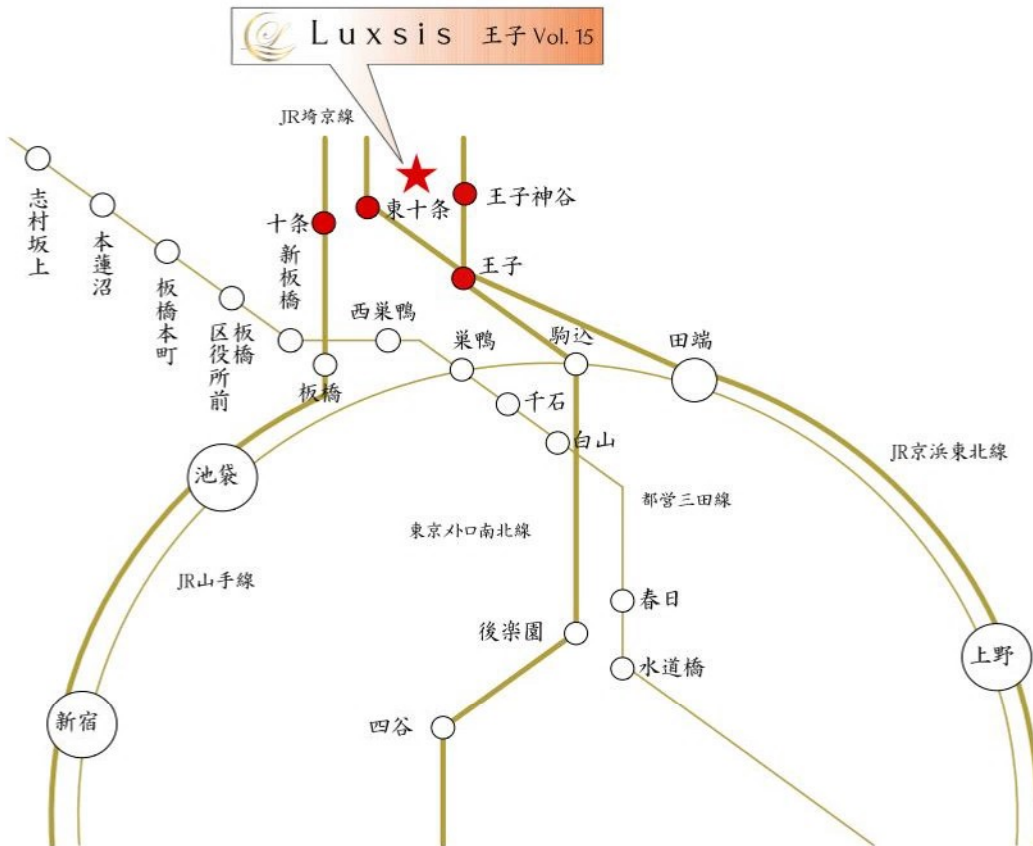 Luxsis 王子 Vol. 15
JR埼京線
志村坂上
本蓮沼
板橋本町
板橋区役所前
新板橋
十条
東十条
王子神谷
王子
西巣鴨
巣鴨
駒込
田端
板橋
千石
白山
池袋
JR京浜東北線
都営三田線
東京メトロ南北線
JR山手線
春日
後楽園
水道橋
上野
新宿
四谷